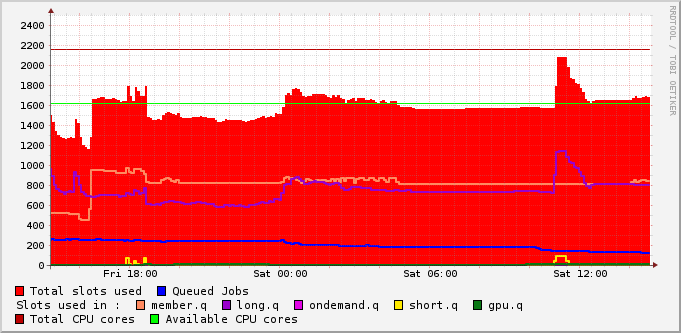 2400
2200
2000
1800
1600
1400
1200
1000
800
600
400
200
0
Fri 18:00 Sat 00:00 Sat 06:00 Sat 12:00
RRDTOOL / TOBI OETIKER
Total slots used Queued Jobs
Slots used in : member.q long.q ondemand.q short.q gpu.q
Total CPU cores Available CPU cores